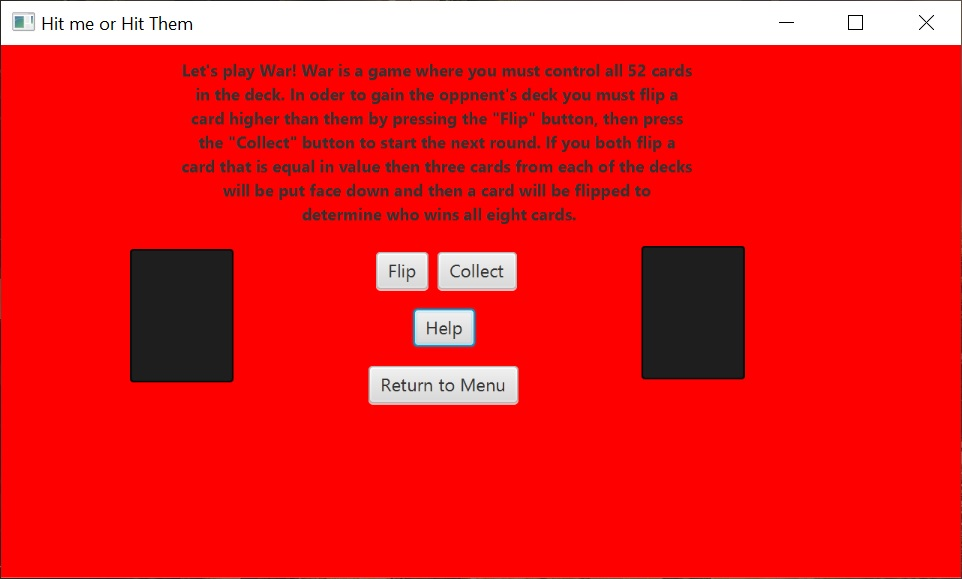 Hit me or Hit Them
Let's play War! War is a game where you must control all 52 cards
in the deck. In oder to gain the oppnent's deck you must flip a
card higher than them by pressing the "Flip" button, then press
the "Collect" button to start the next round. If you both flip a
card that is equal in value then three cards from each of the decks
will be put face down and then a card will be flipped to
determine who wins all eight cards.
Flip Collect
Help
Return to Menu